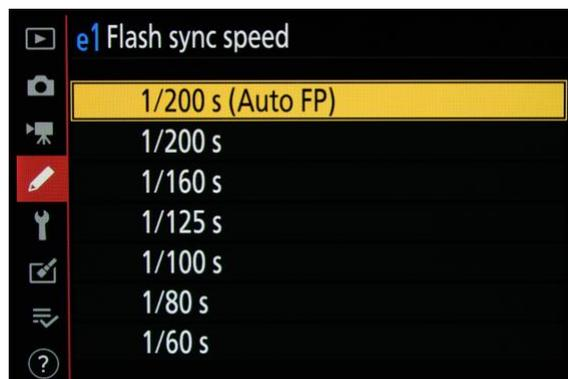 e1 Flash sync speed
1/200 s (Auto FP)
1/200 s
1/160 s
1/125 s
1/100 s
1/80 s
1/60 s
?